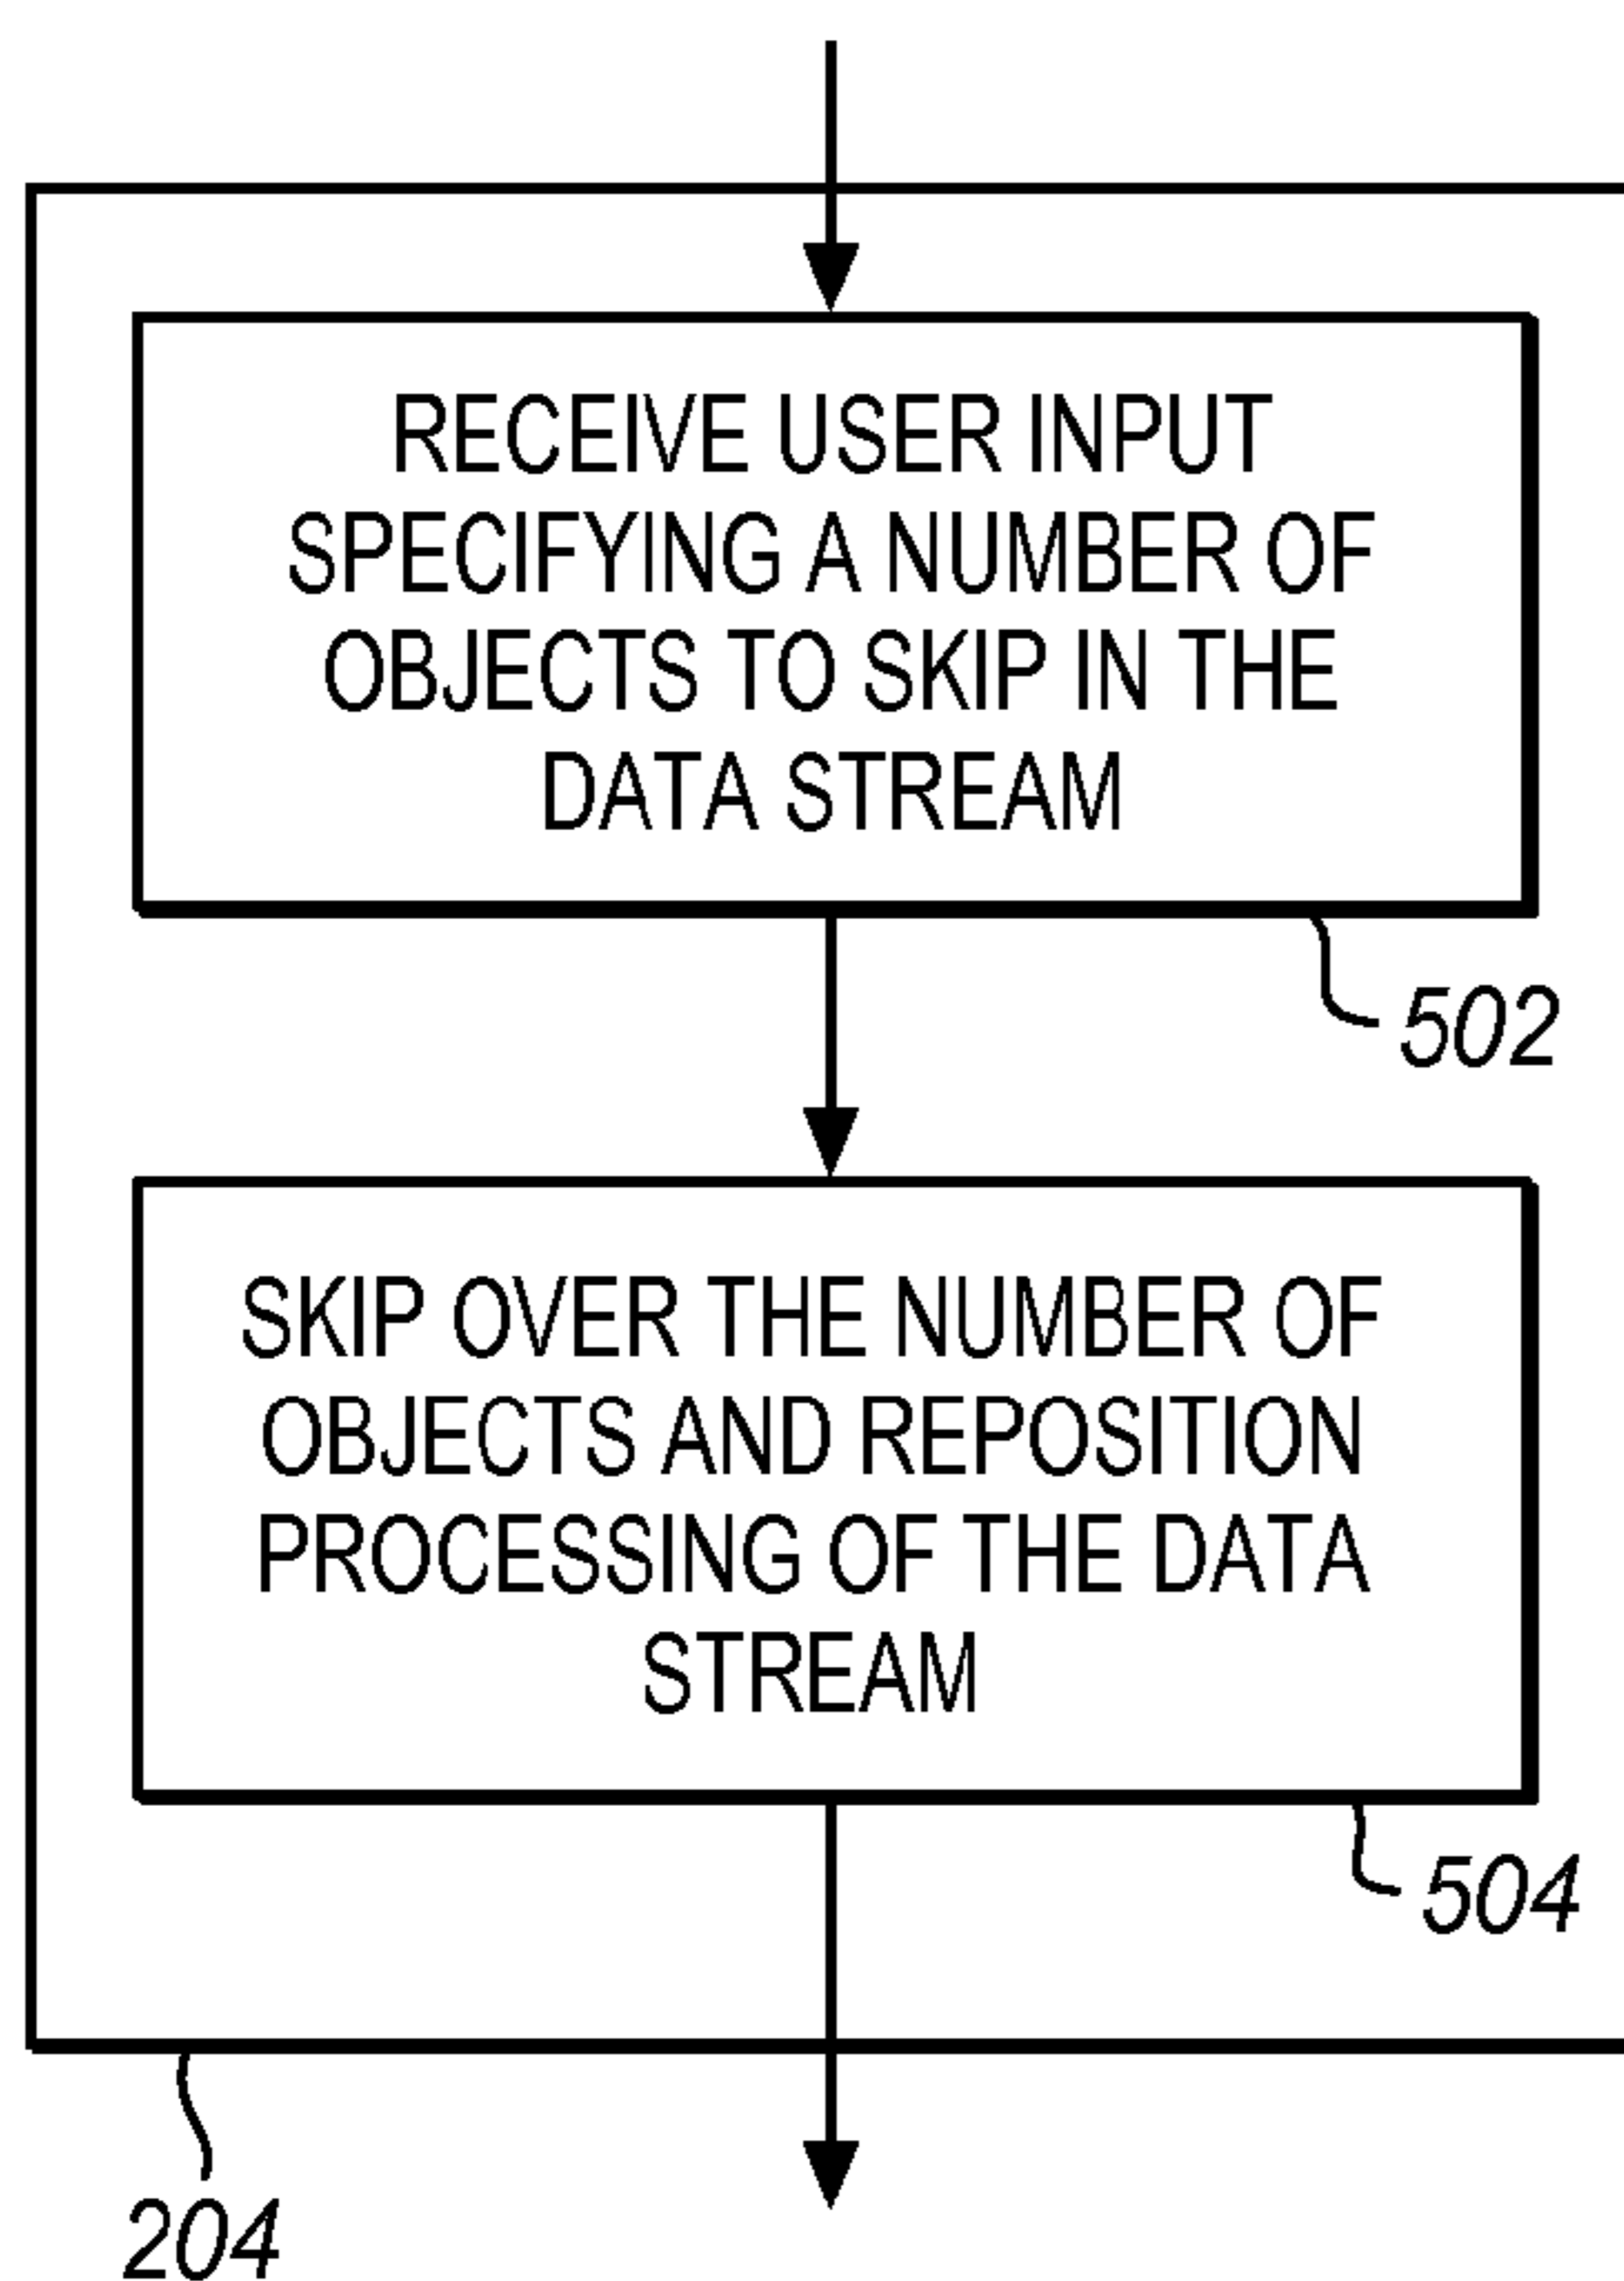 RECEIVE USER INPUT
SPECIFYING A NUMBER OF
OBJECTS TO SKIP IN THE
DATA STREAM
502
SKIP OVER THE NUMBER OF
OBJECTS AND REPOSITION
PROCESSING OF THE DATA
STREAM
504
204